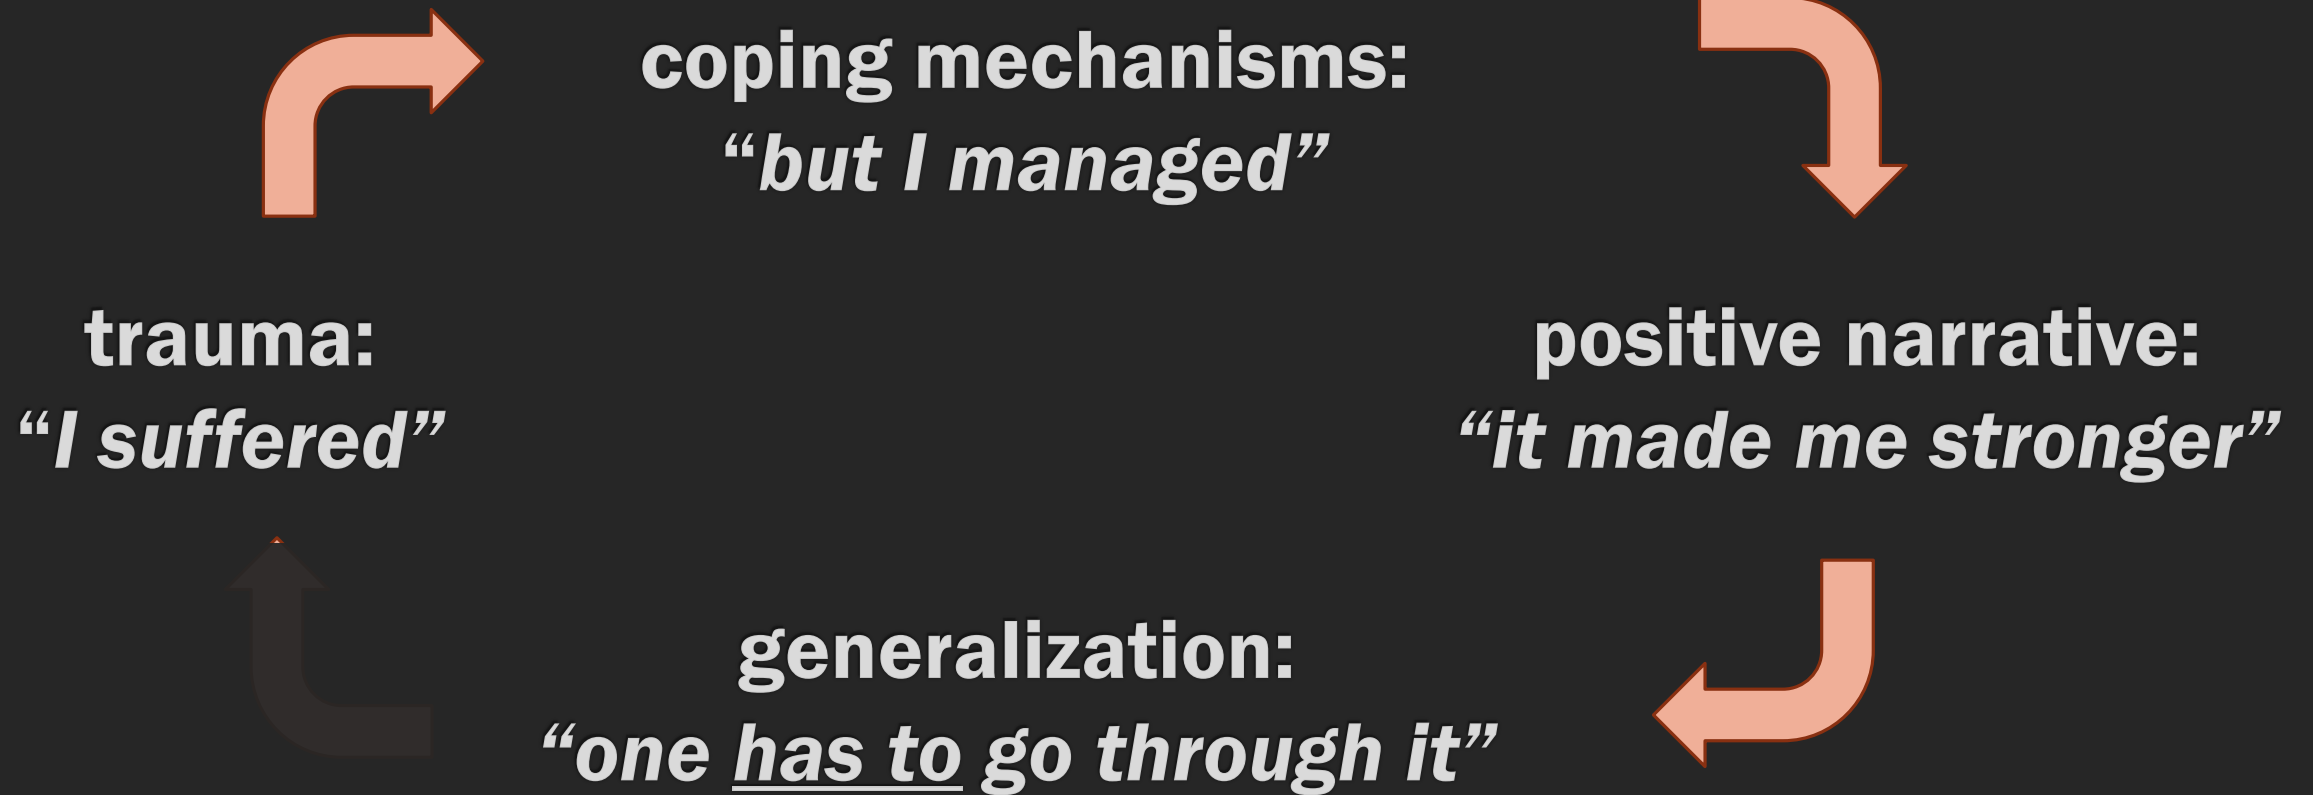 coping mechanisms:
“but I managed”
trauma:
“I suffered”
positive narrative:
“it made me stronger”
generalization:
“one has to go through it”